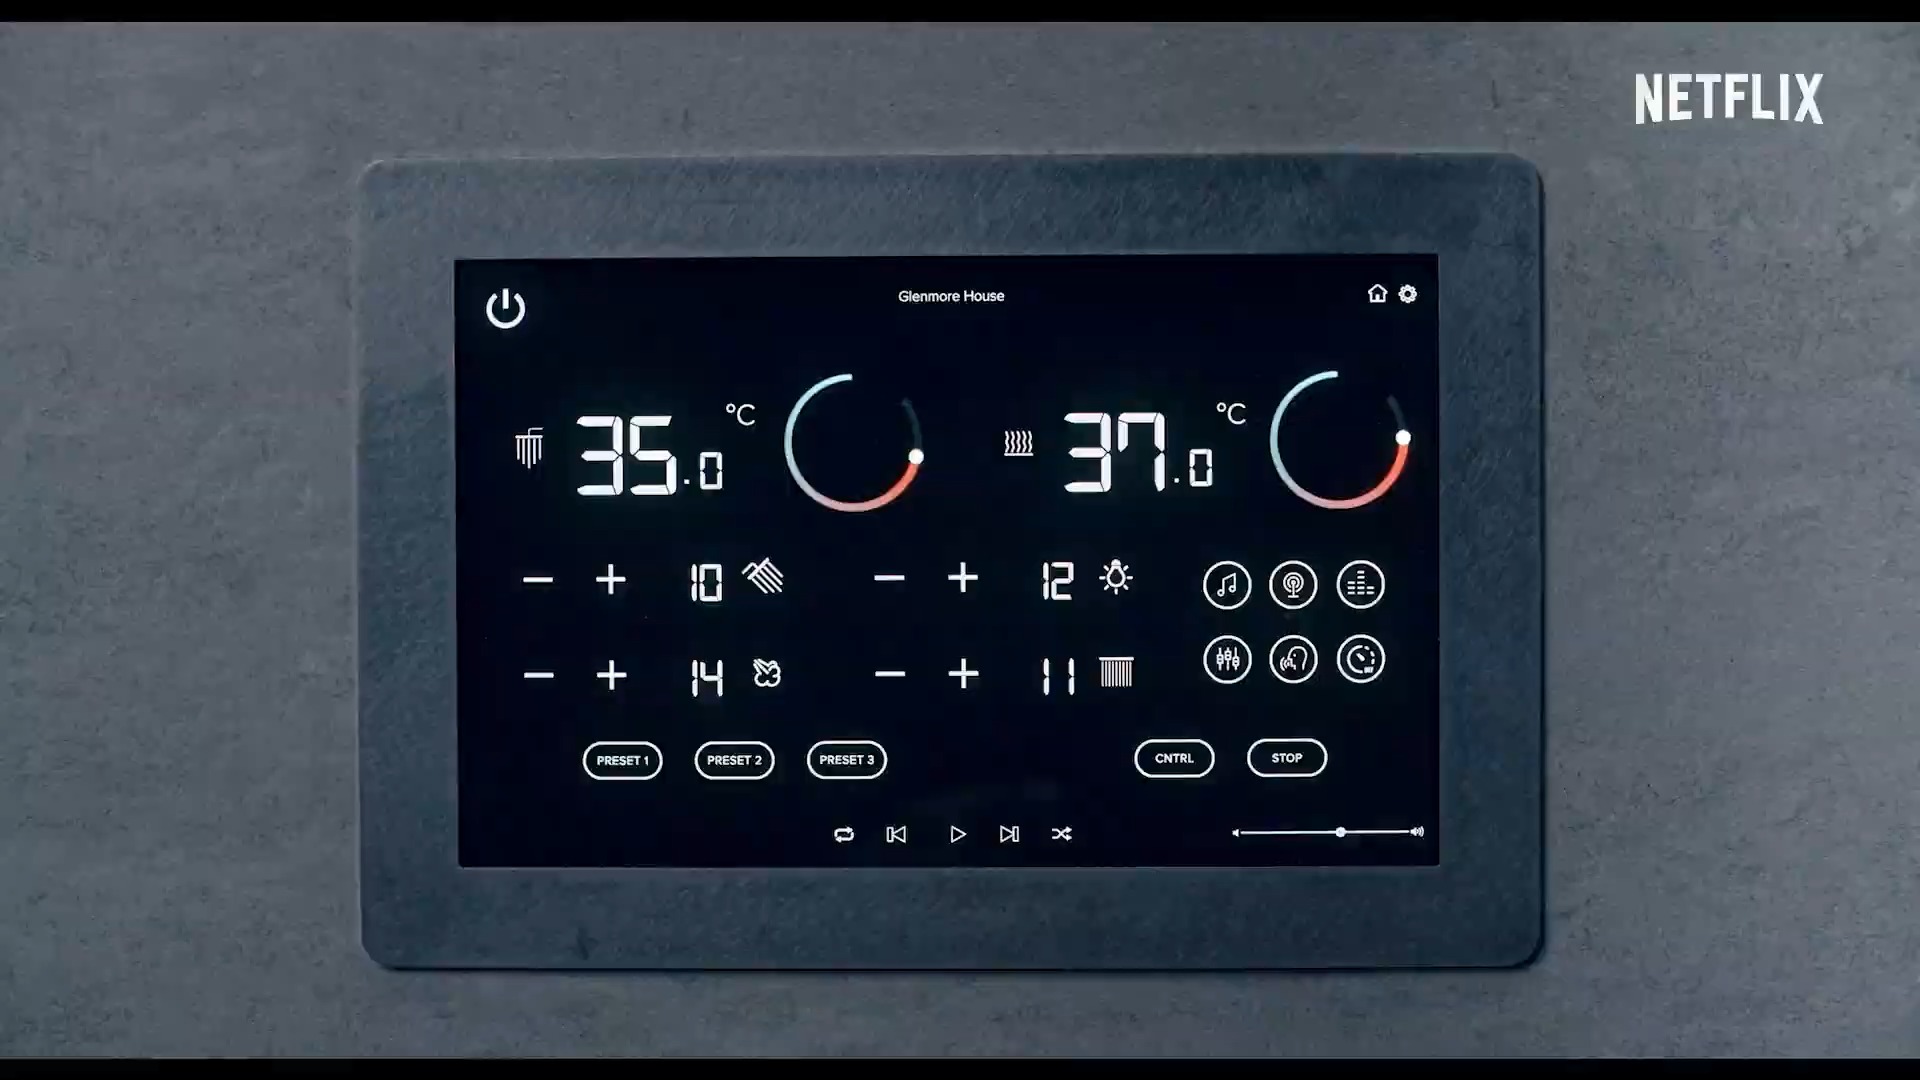 NETFLIX
Glenmore House
35.0 °C
37.0 °C
10
12
14
11
PRESET 1
PRESET 2
PRESET 3
CNTRL
STOP